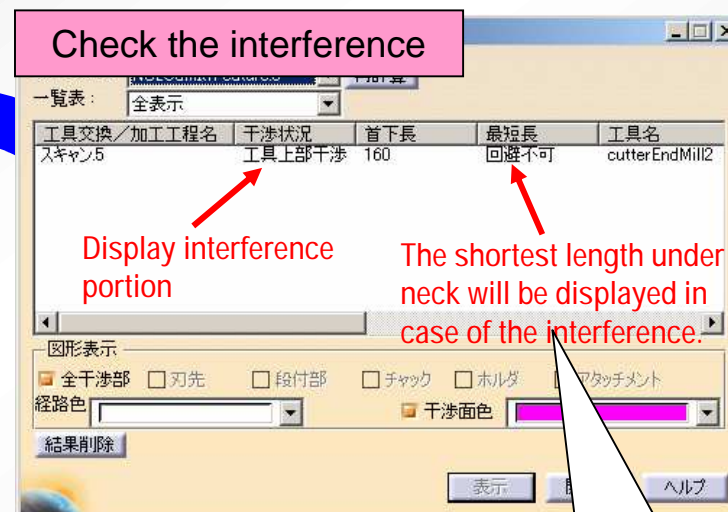 Check the interference
一覧表：
全表示
工具交換／加工工程名 干渉状況 首下長 最短長 工具名
スキャン.5 工具上部干渉 160 回避不可 cutterEndMill2
Display interference
portion
The shortest length under
neck will be displayed in
case of the interference.
図形表示
全干渉部 刃先 段付部 チャック ホルダ アタッチメント
経路色 干渉面色
結果削除
表示 ヘルプ